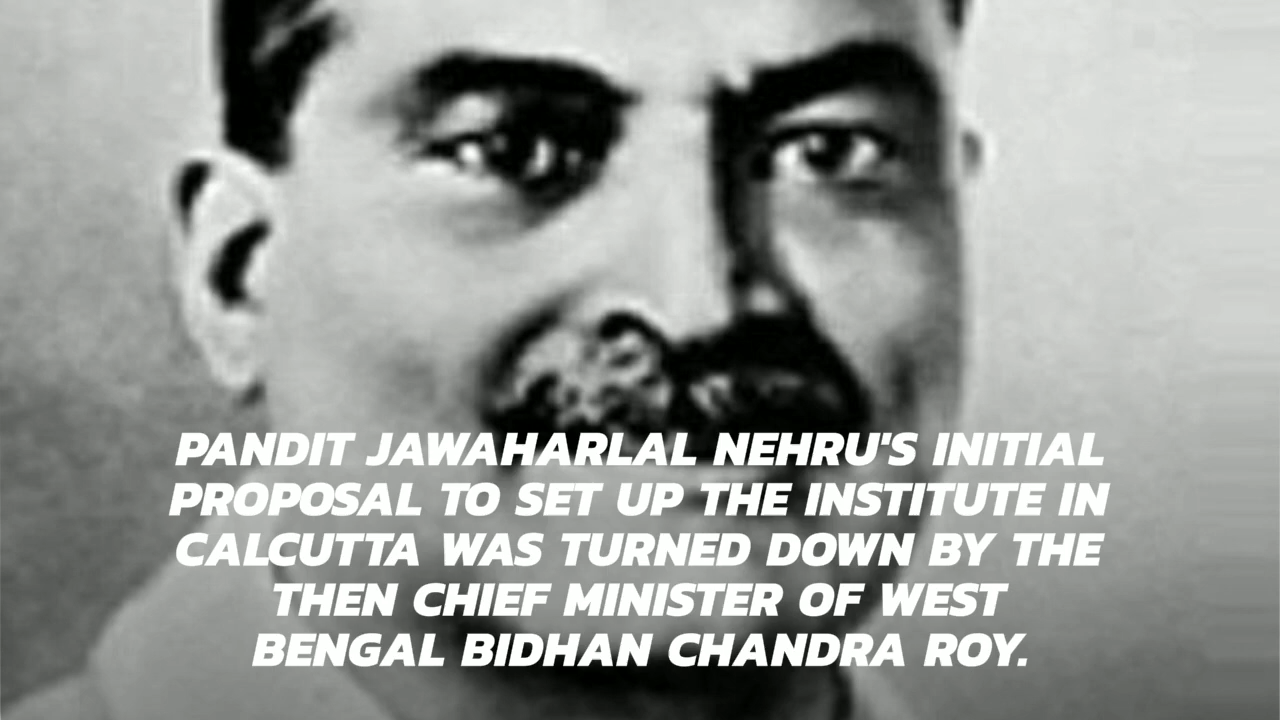 PANDIT JAWAHARLAL NEHRU'S INITIAL
PROPOSAL TO SET UP THE INSTITUTE IN
CALCUTTA WAS TURNED DOWN BY THE
THEN CHIEF MINISTER OF WEST
BENGAL BIDHAN CHANDRA ROY.